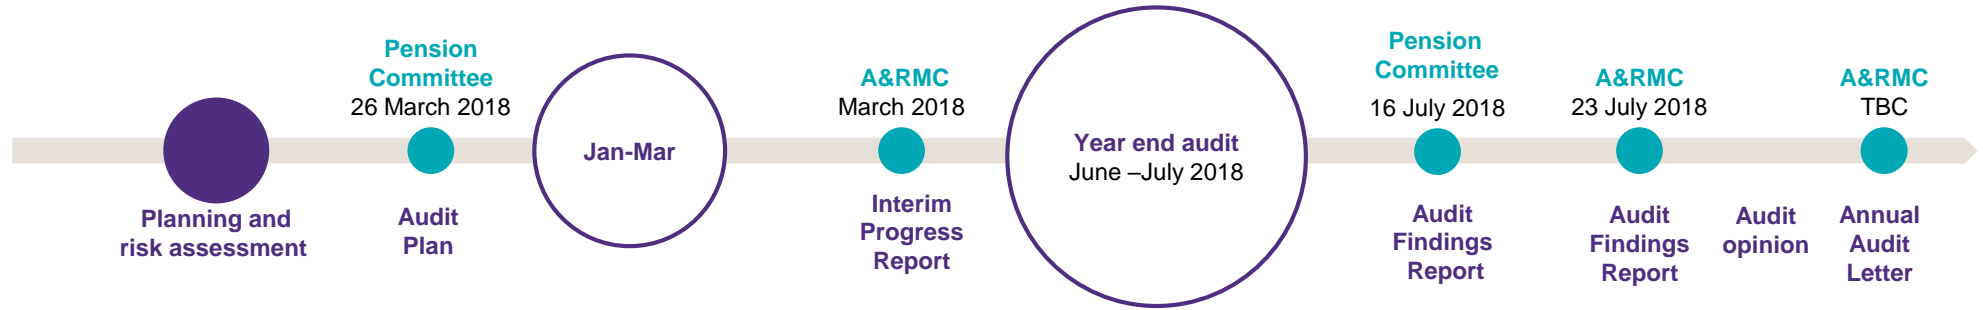 Planning and
risk assessment
Pension
Committee
26 March 2018
Audit
Plan
Jan-Mar
A&RMC
March 2018
Interim
Progress
Report
Year end audit
June –July 2018
Pension
Committee
16 July 2018
Audit
Findings
Report
A&RMC
23 July 2018
Audit
Findings
Report
Audit
opinion
A&RMC
TBC
Annual
Audit
Letter